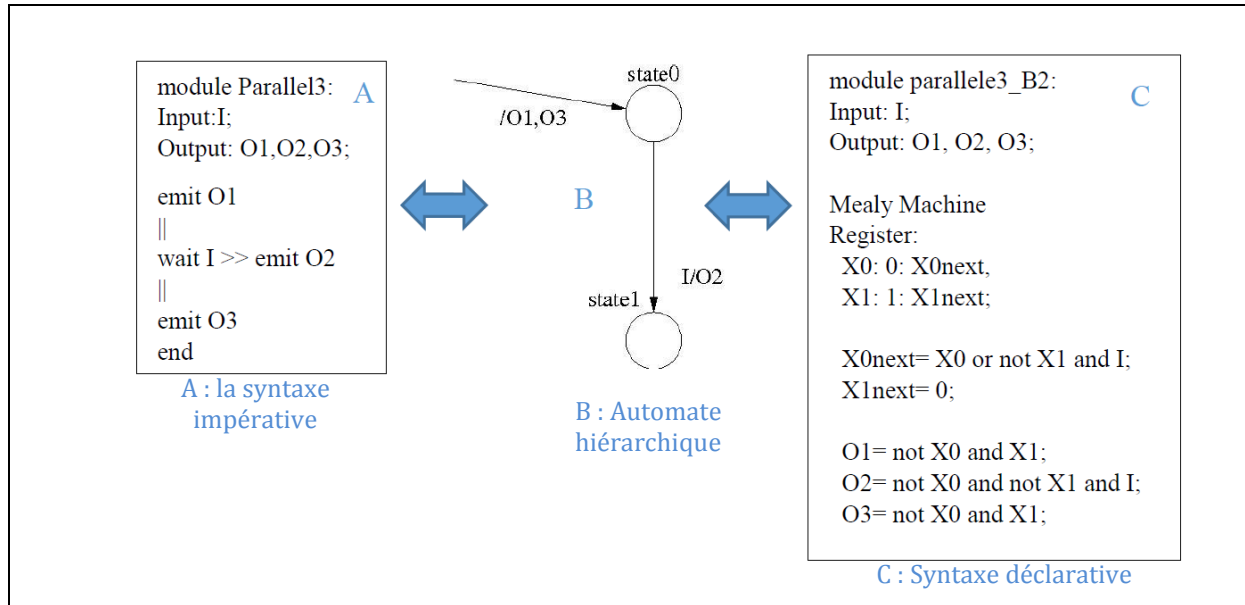 module Parallel3:
A
Input:I;
Output: O1,O2,O3;
emit O1
||
wait I >> emit O2
||
emit O3
end
A : la syntaxe
impérative
state0
/O1,O3
B
I/O2
state1
B : Automate
hiérarchique
module parallele3_B2:
C
Input: I;
Output: O1, O2, O3;
Mealy Machine
Register:
X0: 0: X0next,
X1: 1: X1next;
X0next= X0 or not X1 and I;
X1next= 0;
O1= not X0 and X1;
O2= not X0 and not X1 and I;
O3= not X0 and X1;
C : Syntaxe déclarative